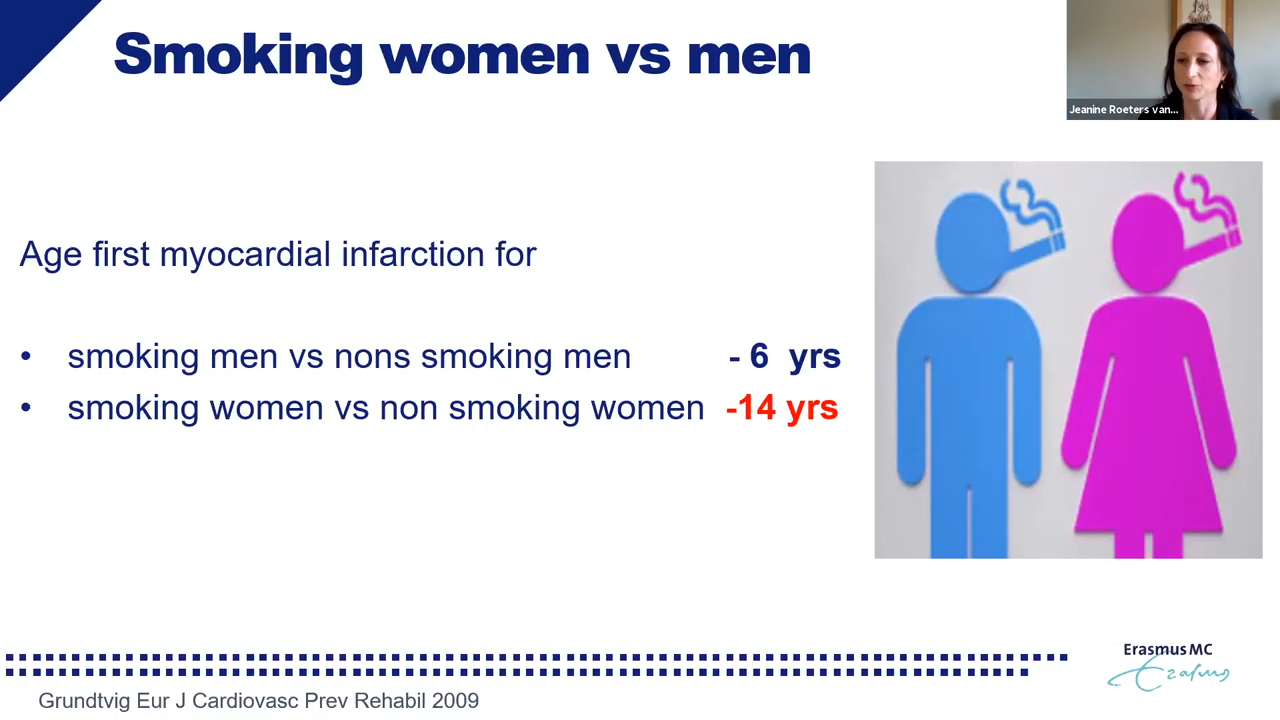 Smoking women vs men
Jeanine Roeters van...
Age first myocardial infarction for
• smoking men vs nons smoking men - 6 yrs
• smoking women vs non smoking women -14 yrs
Erasmus MC
Erasmus
Grundtvig Eur J Cardiovasc Prev Rehabil 2009